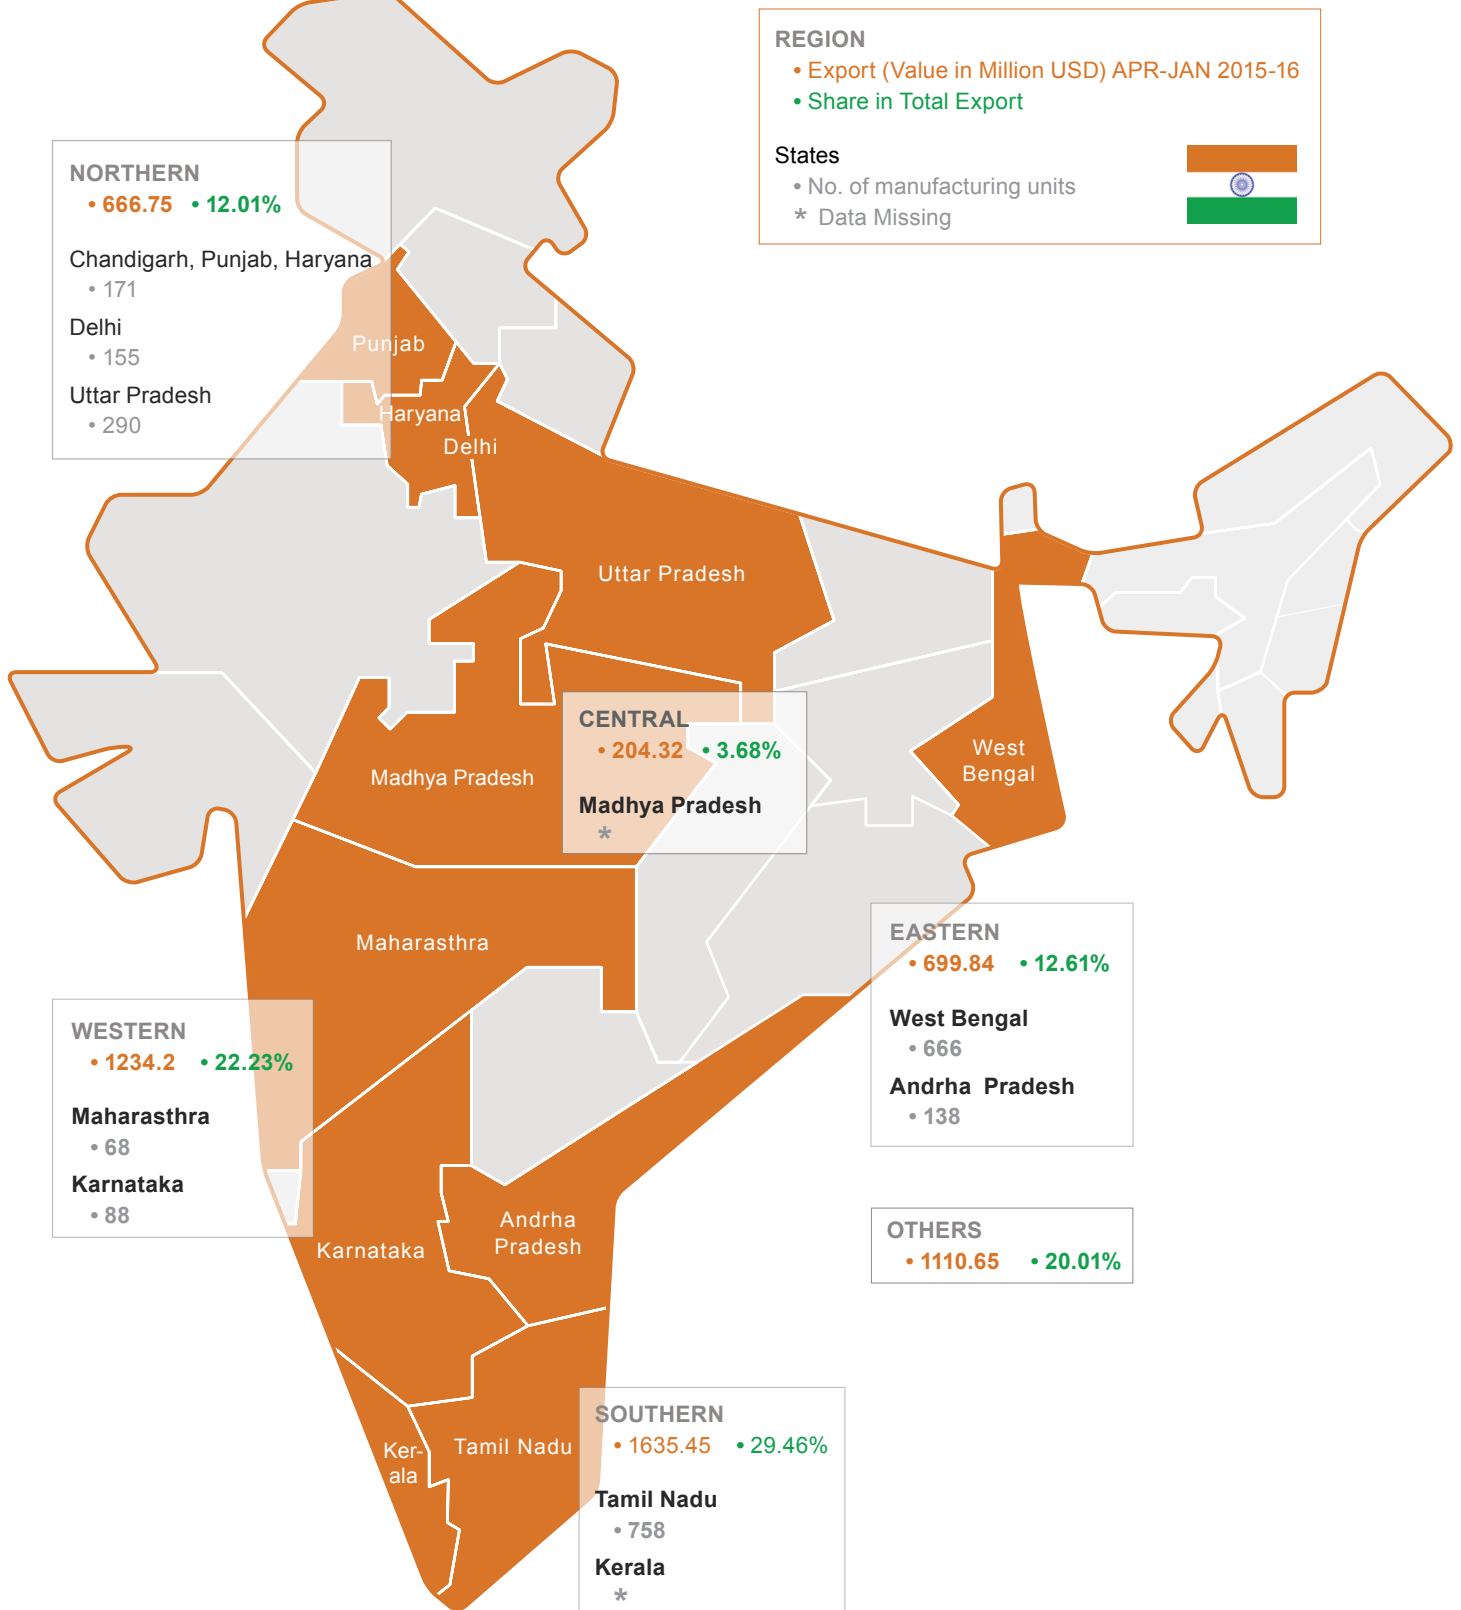 REGION
• Export (Value in Million USD) APR-JAN 2015-16
• Share in Total Export
States
• No. of manufacturing units
* Data Missing
NORTHERN
• 666.75 • 12.01%
Chandigarh, Punjab, Haryana
• 171
Delhi
• 155
Uttar Pradesh
• 290
Punjab
Haryana
Delhi
Uttar Pradesh
CENTRAL
• 204.32 • 3.68%
Madhya Pradesh
*
Madhya Pradesh
West
Bengal
Maharasthra
EASTERN
• 699.84 • 12.61%
West Bengal
• 666
Andrha Pradesh
• 138
WESTERN
• 1234.2 • 22.23%
Maharasthra
• 68
Karnataka
• 88
Andrha
Pradesh
Karnataka
OTHERS
• 1110.65 • 20.01%
Ker-
ala
Tamil Nadu
SOUTHERN
• 1635.45 • 29.46%
Tamil Nadu
• 758
Kerala
*